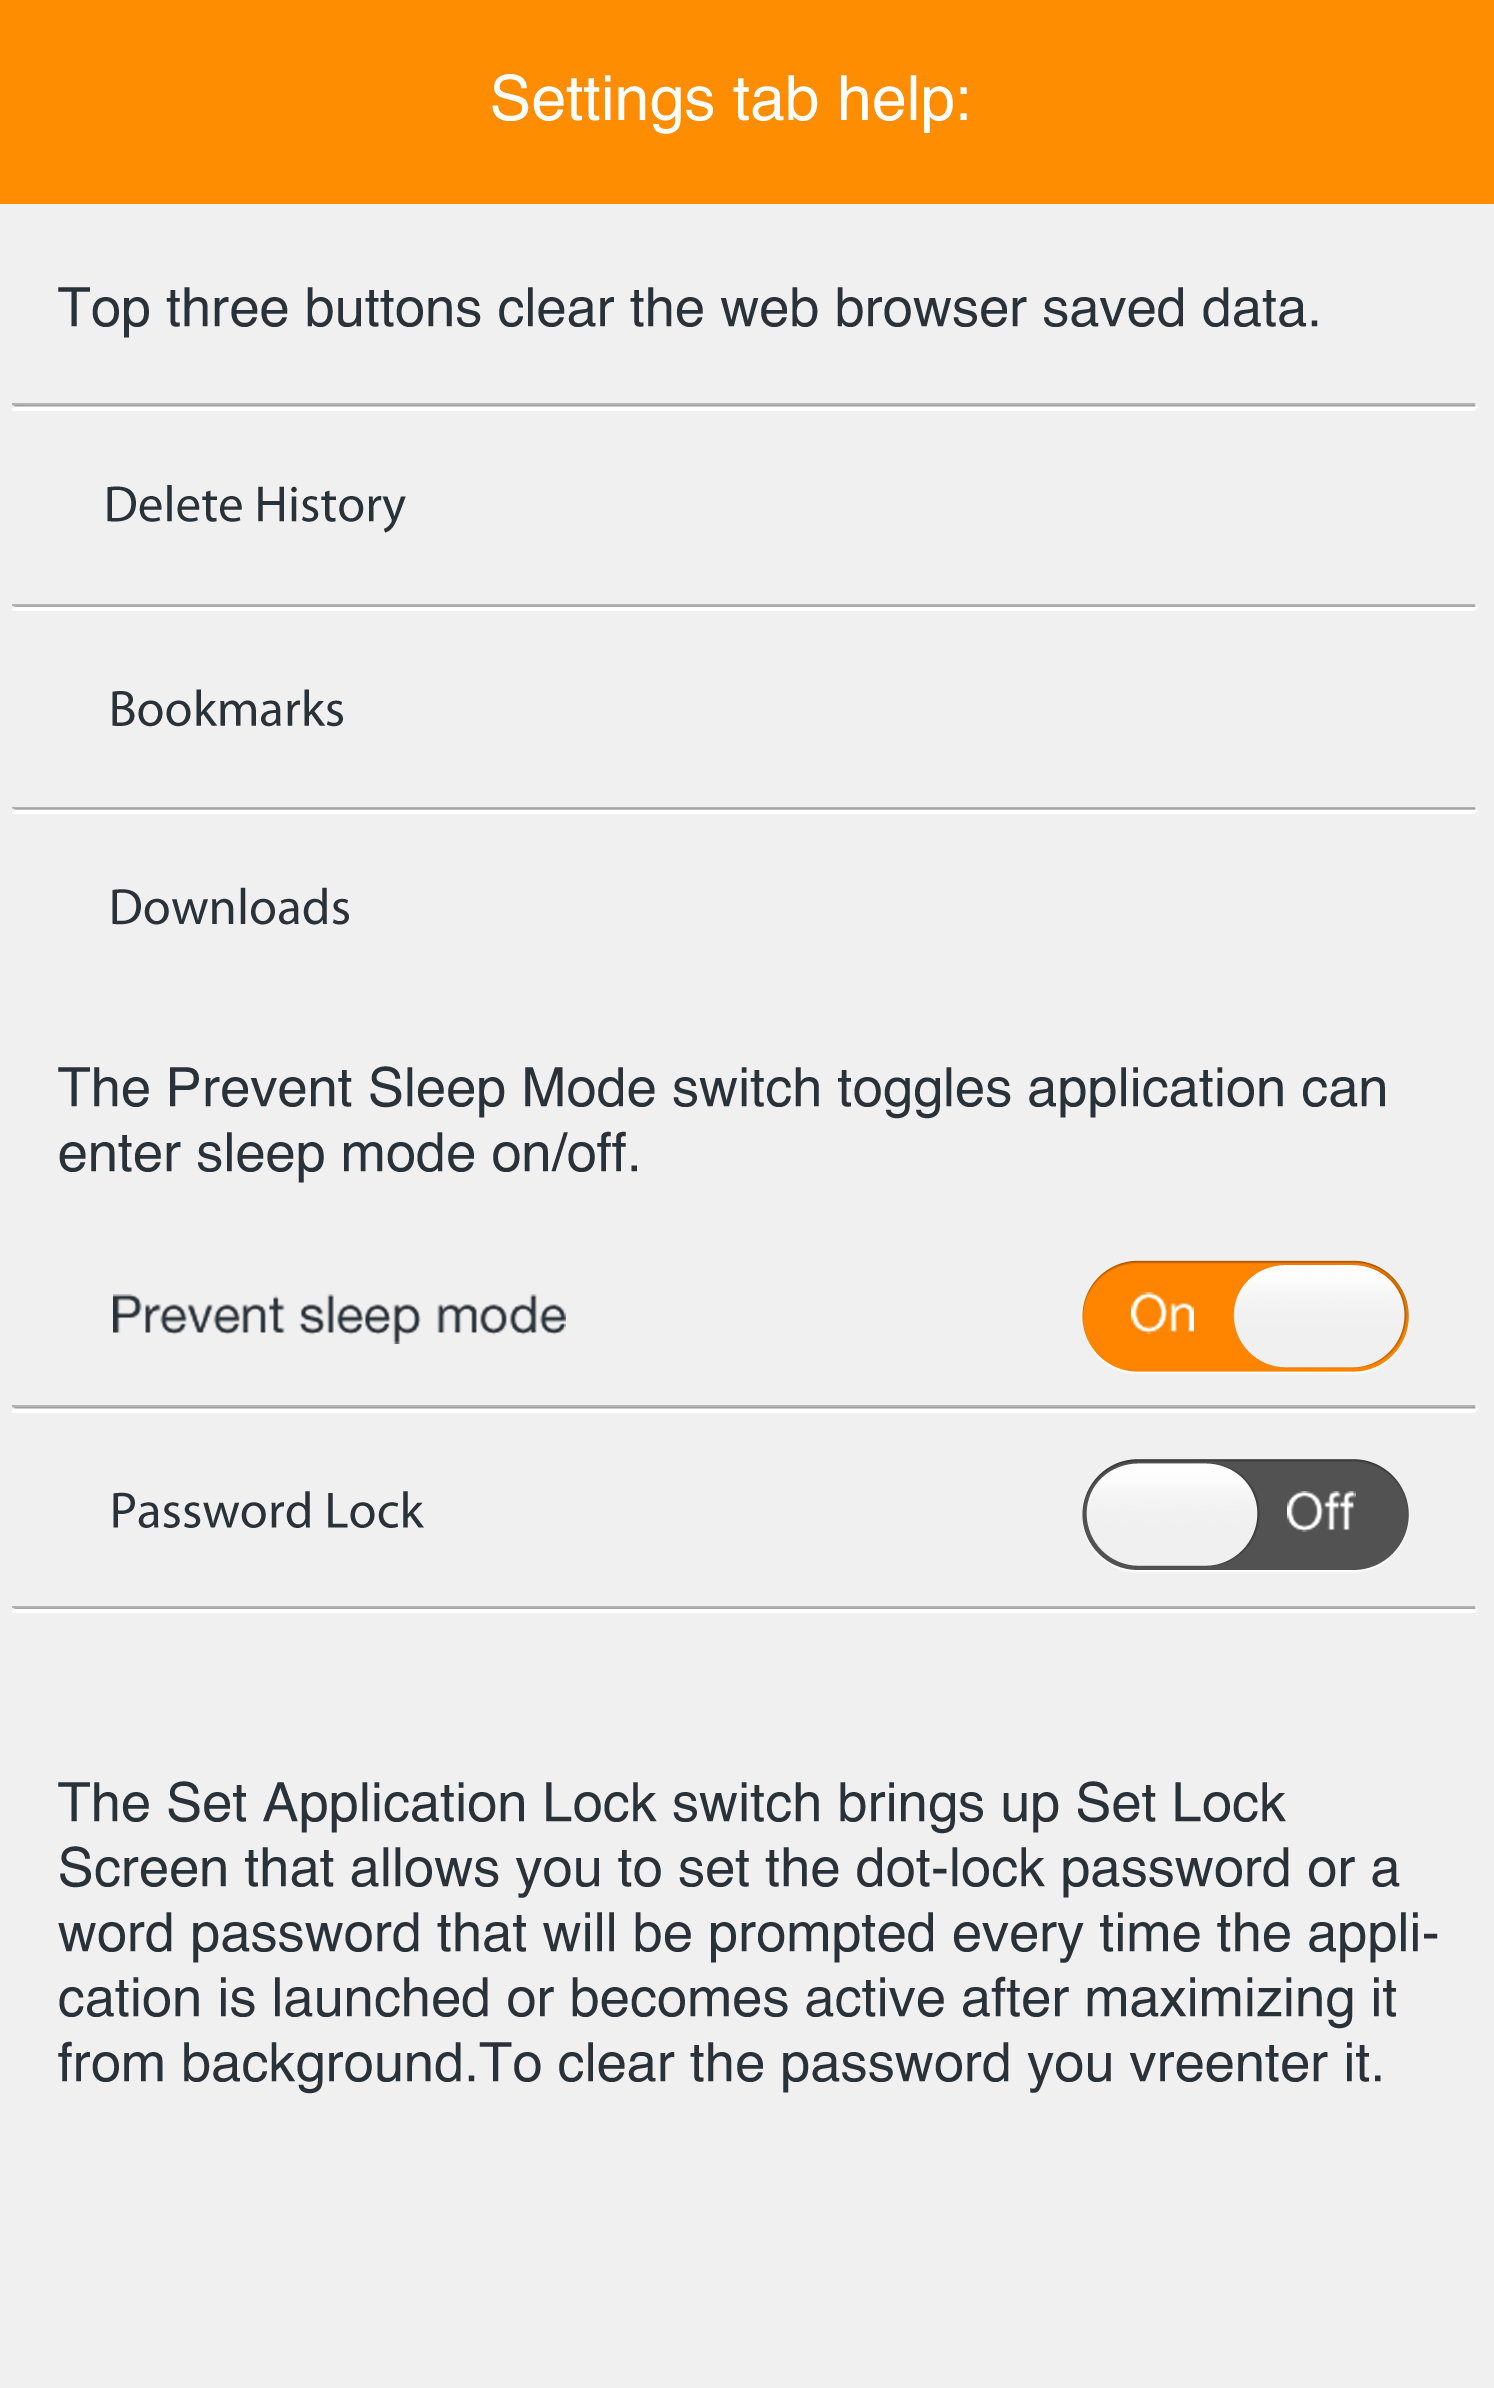 Settings tab help:
Top three buttons clear the web browser saved data.
Delete History
Bookmarks
Downloads
The Prevent Sleep Mode switch toggles application can
enter sleep mode on/off.
Prevent sleep mode
On
Password Lock
Off
The Set Application Lock switch brings up Set Lock
Screen that allows you to set the dot-lock password or a
word password that will be prompted every time the appli-
cation is launched or becomes active after maximizing it
from background.To clear the password you vreenter it.